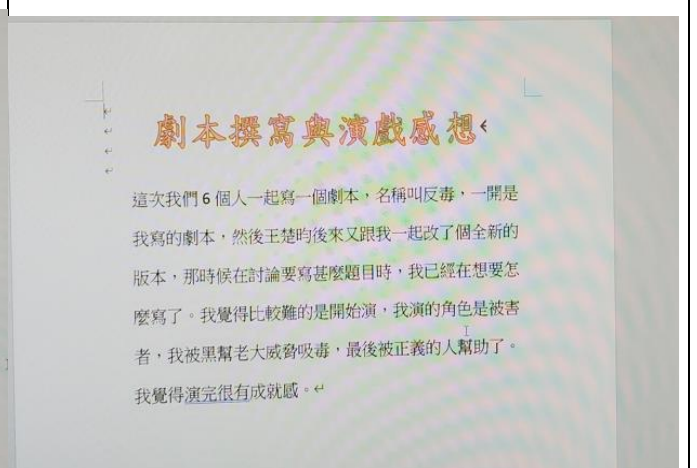 劇本撰寫與演戲感想
這次我們 6 個人一起寫一個劇本，名稱叫反毒，一開是
我寫的劇本，然後王楚昀後來又跟我一起改了個全新的
版本，那時候在討論要寫甚麼題目時，我已經在想要怎
麼寫了。我覺得比較難的是開始演，我演的角色是被害
者，我被黑幫老大威脅吸毒，最後被正義的人幫助了。
我覺得演完很有成就感。